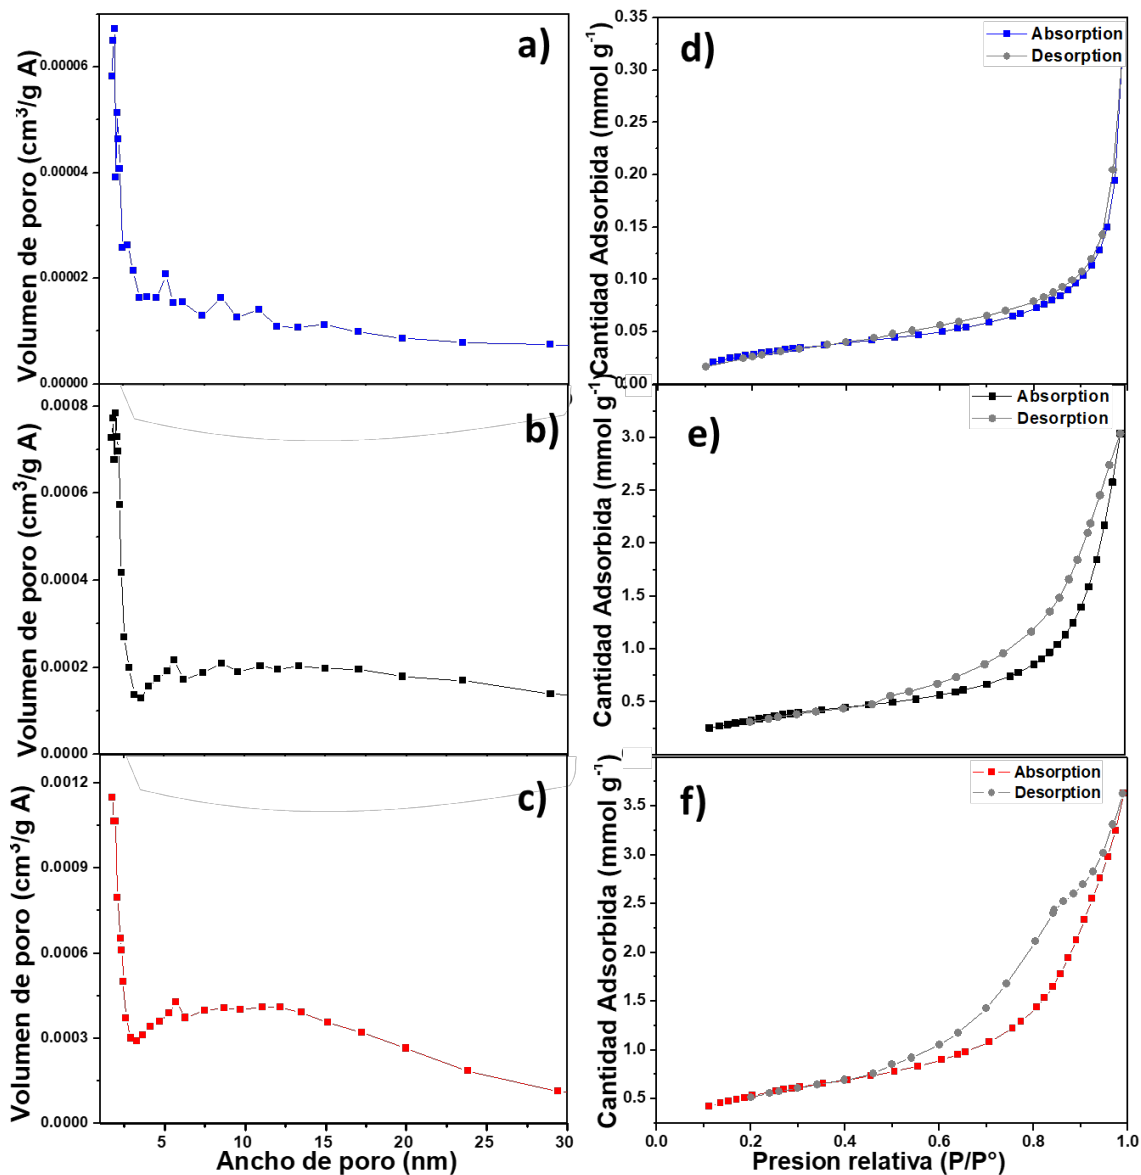 Volumen de poro (cm³/g A)
0.00006
0.00004
0.00002
0.00000
a)
Cantidad Adsorbida (mmol g⁻¹)
0.35
0.30
0.25
0.20
0.15
0.10
0.05
0.00
d)
Absorption
Desorption
Volumen de poro (cm³/g A)
0.0008
0.0006
0.0004
0.0002
0.0000
b)
Cantidad Adsorbida (mmol g⁻¹)
3.0
2.5
2.0
1.5
1.0
0.5
e)
Absorption
Desorption
Volumen de poro (cm³/g A)
0.0012
0.0009
0.0006
0.0003
0.0000
c)
5 10 15 20 25 30
Ancho de poro (nm)
Cantidad Adsorbida (mmol g⁻¹)
3.5
3.0
2.5
2.0
1.5
1.0
0.5
f)
Absorption
Desorption
0.0 0.2 0.4 0.6 0.8 1.0
Presion relativa (P/P°)